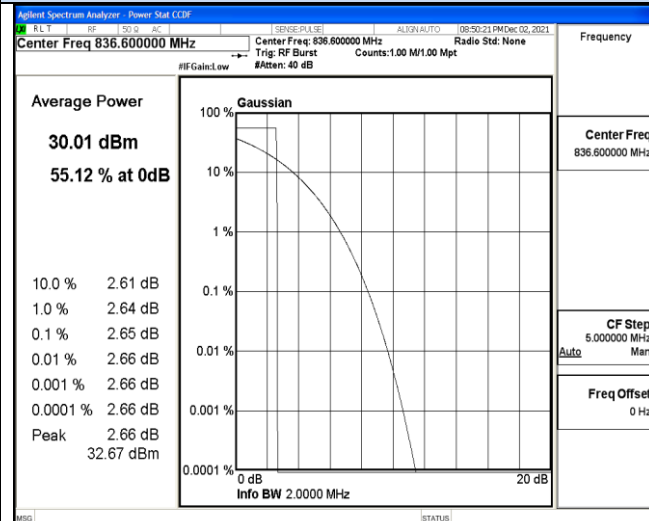 Agilent Spectrum Analyzer - Power Stat CCDF
RLT RF 50 Ω AC SENSE:PULSE ALIGN AUTO 08:50:21 PM Dec 02, 2021
Center Freq 836.600000 MHz
Center Freq: 836.600000 MHz Radio Std: None
Trig: RF Burst Counts:1.00 M/1.00 Mpt
#IFGain:Low #Atten: 40 dB
Frequency
Average Power
30.01 dBm
55.12 % at 0dB
10.0 % 2.61 dB
1.0 % 2.64 dB
0.1 % 2.65 dB
0.01 % 2.66 dB
0.001 % 2.66 dB
0.0001 % 2.66 dB
Peak 2.66 dB
32.67 dBm
Gaussian
100 %
10 %
1 %
0.1 %
0.01 %
0.001 %
0.0001 %
0 dB 20 dB
Info BW 2.0000 MHz
Center Freq
836.600000 MHz
CF Step
5.000000 MHz
Auto Man
Freq Offset
0 Hz
MSG STATUS